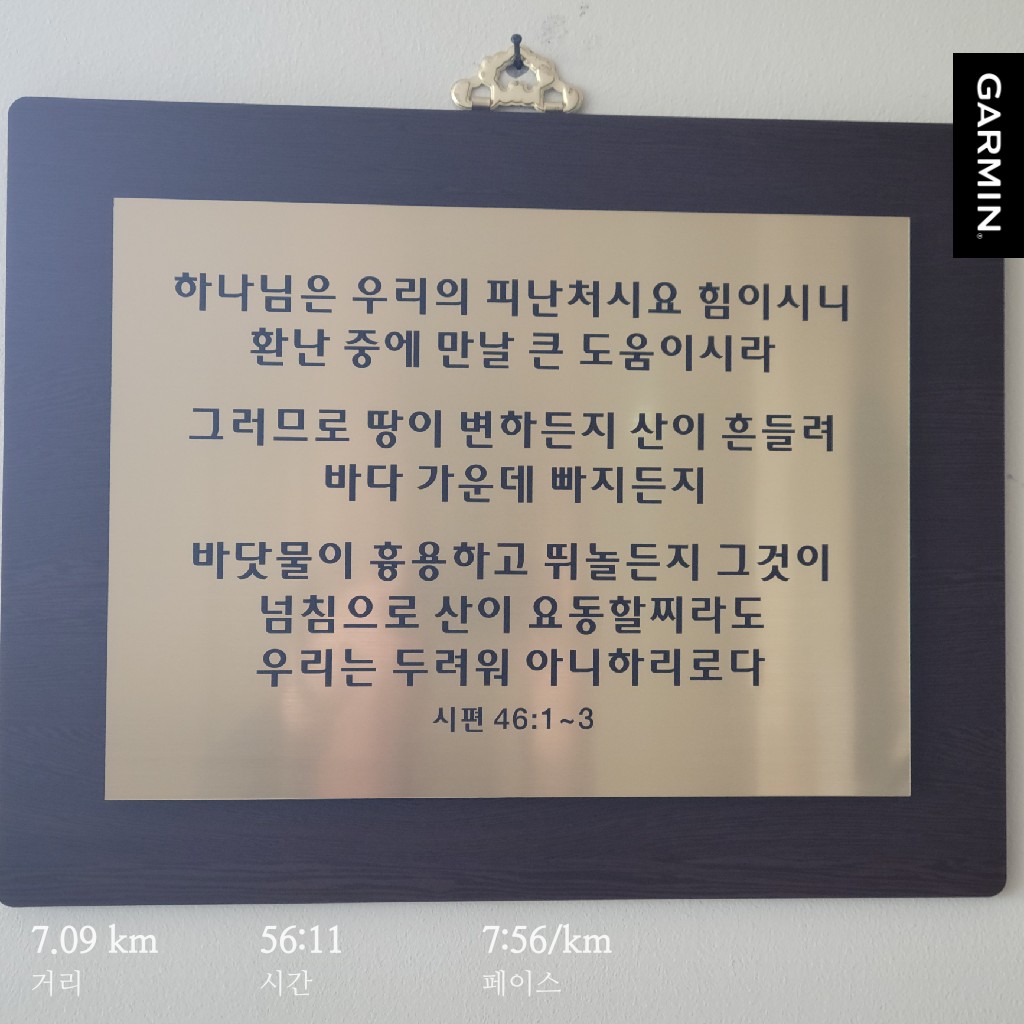 GARMIN
하나님은 우리의 피난처시요 힘이시니
환난 중에 만날 큰 도움이시라
그러므로 땅이 변하든지 산이 흔들려
바다 가운데 빠지든지
바닷물이 흉용하고 뛰놀든지 그것이
넘침으로 산이 요동할찌라도
우리는 두려워 아니하리로다
시편 46:1~3
7.09 km 56:11 7:56/km
거리 시간 페이스